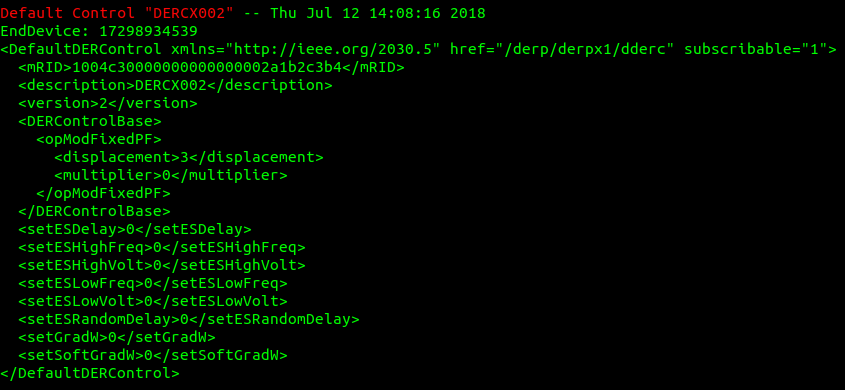 Default Control "DERCX002" -- Thu Jul 12 14:08:16 2018
EndDevice: 17298934539
<DefaultDERControl xmlns="http://ieee.org/2030.5" href="/derp/derpx1/dderc" subscribable="1">
  <mRID>1004c30000000000000002a1b2c3b4</mRID>
  <description>DERCX002</description>
  <version>2</version>
  <DERControlBase>
    <opModFixedPF>
      <displacement>3</displacement>
      <multiplier>0</multiplier>
    </opModFixedPF>
  </DERControlBase>
  <setESDelay>0</setESDelay>
  <setESHighFreq>0</setESHighFreq>
  <setESHighVolt>0</setESHighVolt>
  <setESLowFreq>0</setESLowFreq>
  <setESLowVolt>0</setESLowVolt>
  <setESRandomDelay>0</setESRandomDelay>
  <setGradW>0</setGradW>
  <setSoftGradW>0</setSoftGradW>
</DefaultDERControl>